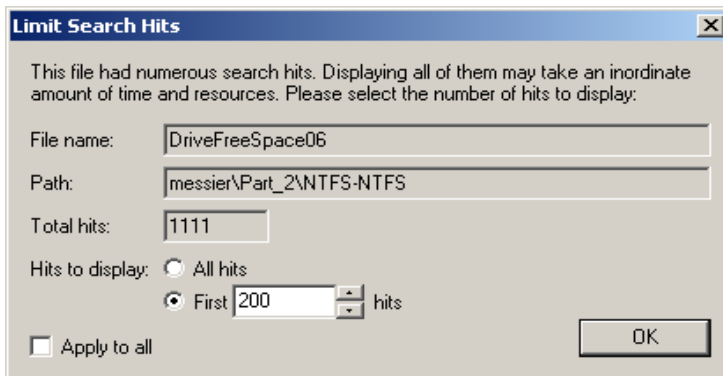 Limit Search Hits
This file had numerous search hits. Displaying all of them may take an inordinate
amount of time and resources. Please select the number of hits to display:
File name: DriveFreeSpace06
Path: messier\Part_2\NTFS-NTFS
Total hits: 1111
Hits to display: All hits
First 200 hits
Apply to all
OK